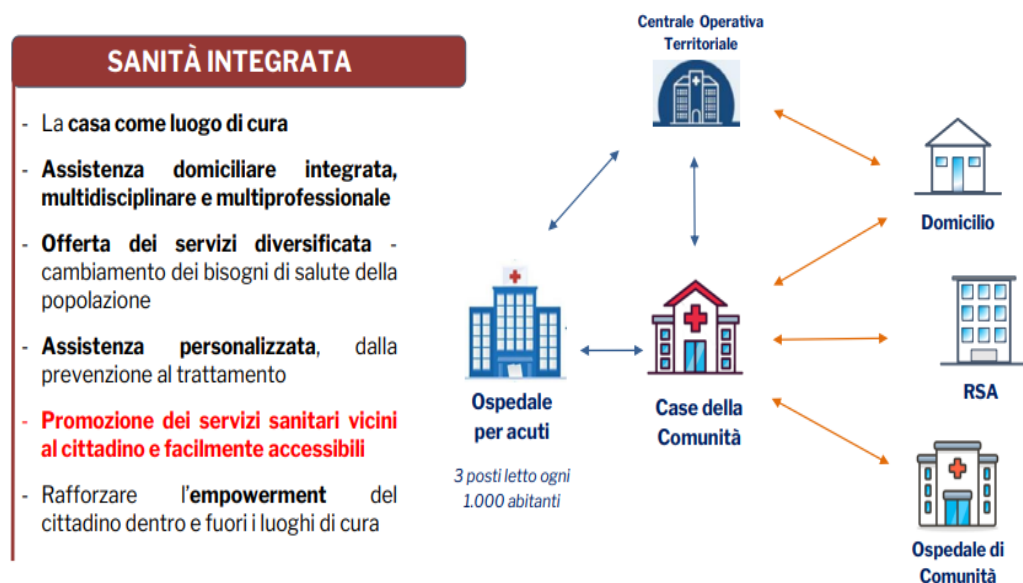 SANITÀ INTEGRATA
- La casa come luogo di cura
- Assistenza domiciliare integrata,
multidisciplinare e multiprofessionale
- Offerta dei servizi diversificata -
cambiamento dei bisogni di salute della
popolazione
- Assistenza personalizzata, dalla
prevenzione al trattamento
- Promozione dei servizi sanitari vicini
al cittadino e facilmente accessibili
- Rafforzare l'empowerment del
cittadino dentro e fuori i luoghi di cura
Centrale Operativa
Territoriale
Domicilio
Ospedale
per acuti
3 posti letto ogni
1.000 abitanti
Case della
Comunità
RSA
Ospedale di
Comunità